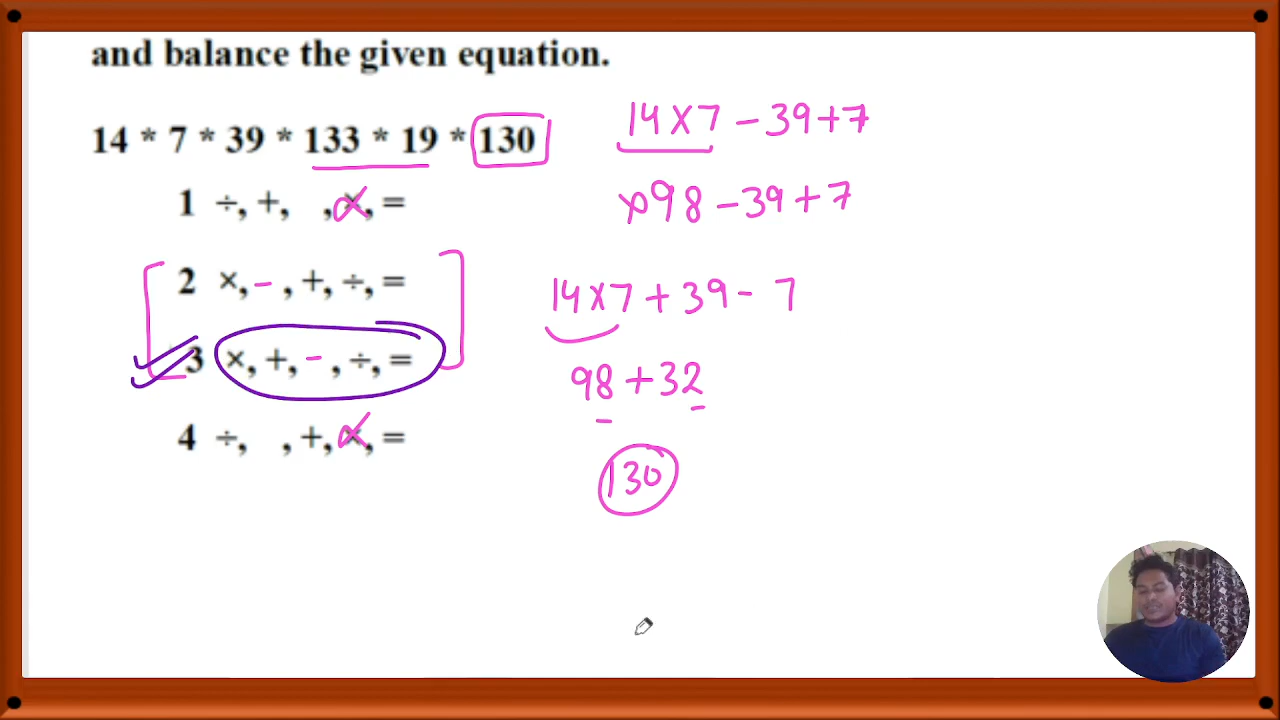 and balance the given equation.
14 * 7 * 39 * 133 * 19 * 130
1 ÷, +, , ×, =
2 ×, - , +, ÷, =
3 ×, +, - , ÷, =
4 ÷, , +, ×, =
14 × 7 - 39 + 7
98 - 39 + 7
14 × 7 + 39 - 7
98 + 32
130